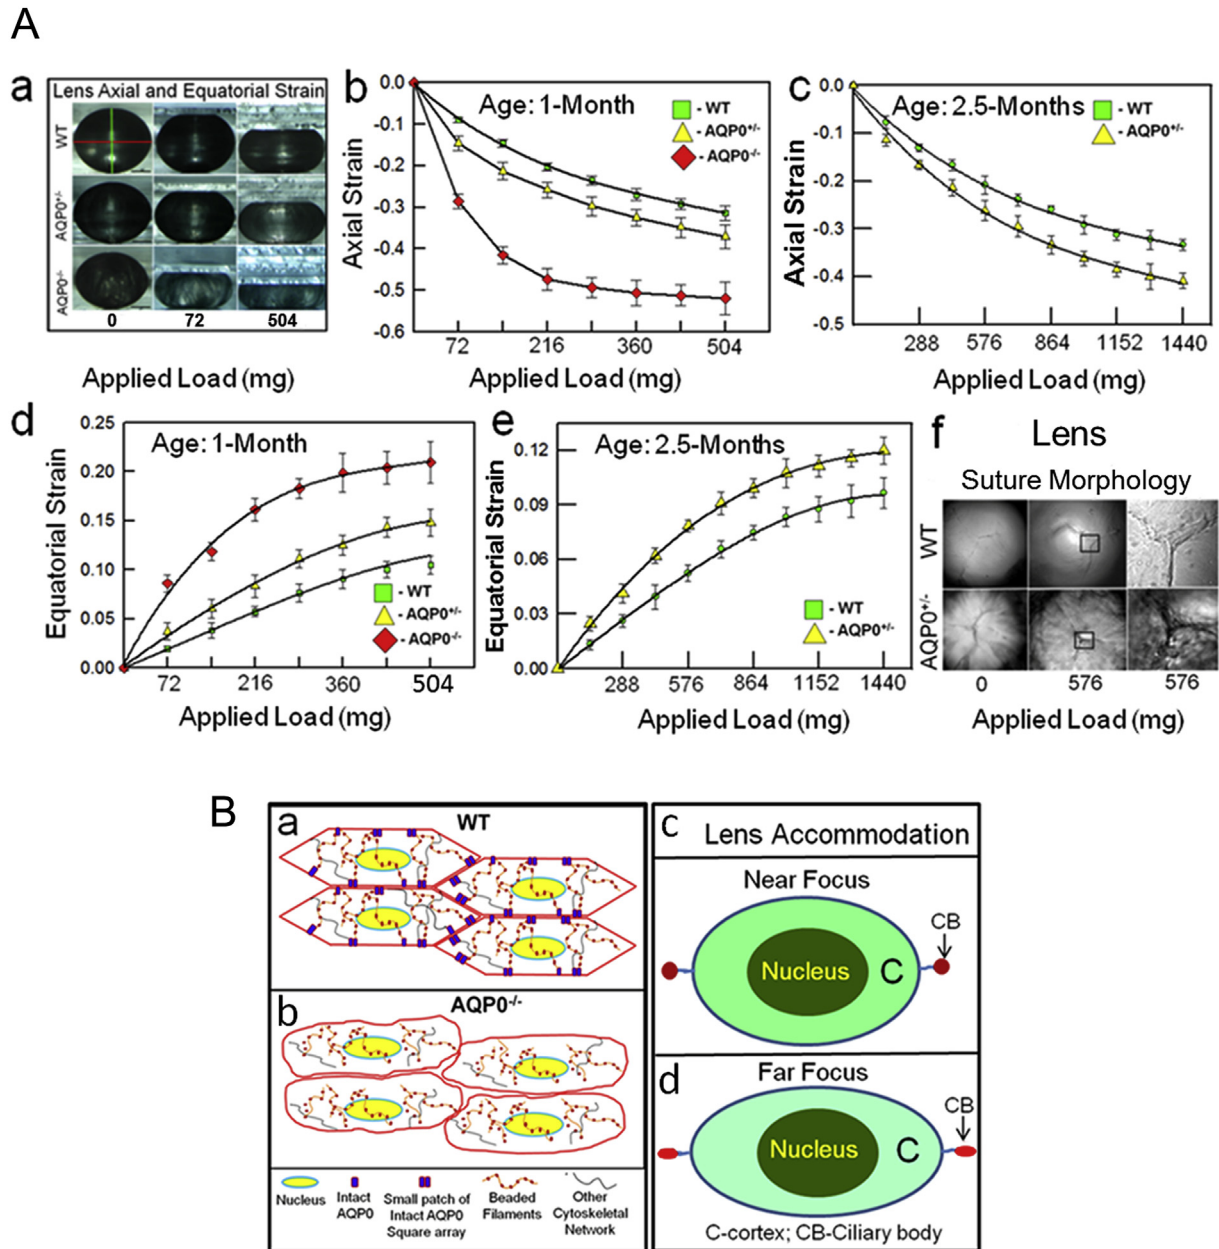 A
a
Lens Axial and Equatorial Strain
WT
AQP0+/-
AQP0-/-
0 72 504
Applied Load (mg)
b
Age: 1-Month
- WT
- AQP0+/-
- AQP0-/-
Axial Strain
0.0
-0.1
-0.2
-0.3
-0.4
-0.5
-0.6
72 216 360 504
Applied Load (mg)
c
Age: 2.5-Months
- WT
- AQP0+/-
Axial Strain
0.0
-0.1
-0.2
-0.3
-0.4
-0.5
288 576 864 1152 1440
Applied Load (mg)
d
Age: 1-Month
Equatorial Strain
0.25
0.20
0.15
0.10
0.05
0.00
- WT
- AQP0+/-
- AQP0-/-
72 216 360 504
Applied Load (mg)
e
Age: 2.5-Months
Equatorial Strain
0.12
0.09
0.06
0.03
0.00
- WT
- AQP0+/-
288 576 864 1152 1440
Applied Load (mg)
f
Lens
Suture Morphology
WT
AQP0+/-
0 576 576
Applied Load (mg)
B
a
WT
b
AQP0-/-
Nucleus
Intact
AQP0
Small patch of
Intact AQP0
Square array
Beaded
Filaments
Other
Cytoskeletal
Network
c
Lens Accommodation
Near Focus
CB
Nucleus
C
d
Far Focus
CB
Nucleus
C
C-cortex; CB-Ciliary body